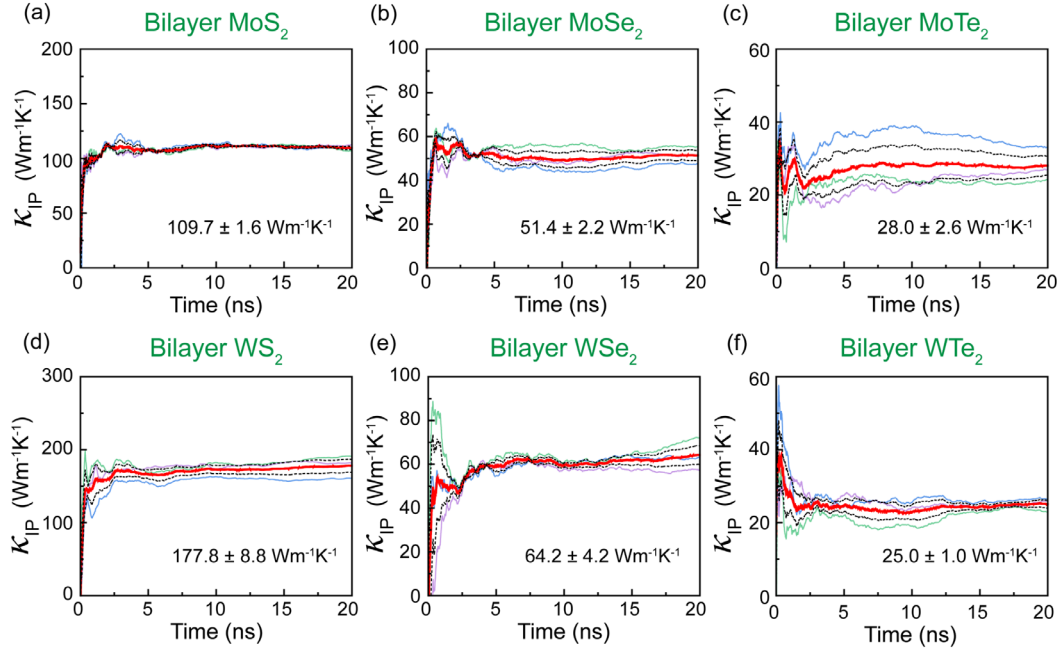 (a) Bilayer MoS₂
200
150
100
50
0
κIP (Wm⁻¹K⁻¹)
109.7 ± 1.6 Wm⁻¹K⁻¹
0 5 10 15 20
Time (ns)
(b) Bilayer MoSe₂
100
80
60
40
20
0
κIP (Wm⁻¹K⁻¹)
51.4 ± 2.2 Wm⁻¹K⁻¹
0 5 10 15 20
Time (ns)
(c) Bilayer MoTe₂
60
40
20
0
κIP (Wm⁻¹K⁻¹)
28.0 ± 2.6 Wm⁻¹K⁻¹
0 5 10 15 20
Time (ns)
(d) Bilayer WS₂
300
200
100
0
κIP (Wm⁻¹K⁻¹)
177.8 ± 8.8 Wm⁻¹K⁻¹
0 5 10 15 20
Time (ns)
(e) Bilayer WSe₂
100
80
60
40
20
0
κIP (Wm⁻¹K⁻¹)
64.2 ± 4.2 Wm⁻¹K⁻¹
0 5 10 15 20
Time (ns)
(f) Bilayer WTe₂
60
40
20
0
κIP (Wm⁻¹K⁻¹)
25.0 ± 1.0 Wm⁻¹K⁻¹
0 5 10 15 20
Time (ns)